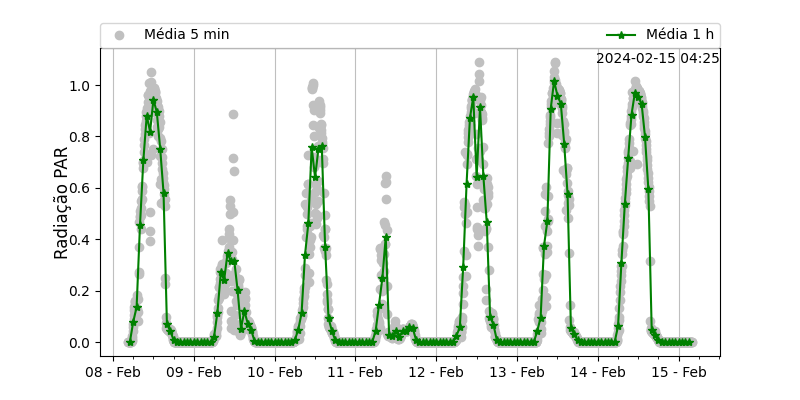 Média 5 min
Média 1 h
2024-02-15 04:25
Radiação PAR
1.0
0.8
0.6
0.4
0.2
0.0
08 - Feb
09 - Feb
10 - Feb
11 - Feb
12 - Feb
13 - Feb
14 - Feb
15 - Feb